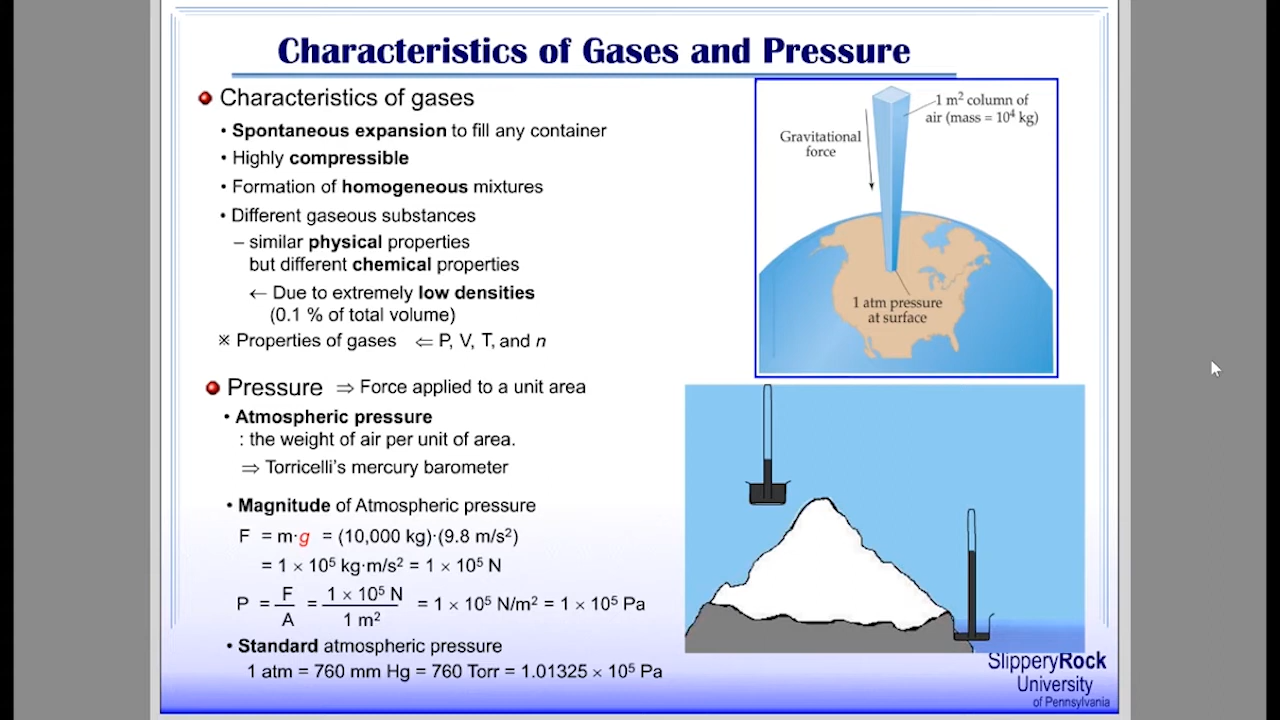 Characteristics of Gases and Pressure
Characteristics of gases
• Spontaneous expansion to fill any container
• Highly compressible
• Formation of homogeneous mixtures
• Different gaseous substances
– similar physical properties
but different chemical properties
← Due to extremely low densities
(0.1 % of total volume)
※ Properties of gases ⇐ P, V, T, and n
Pressure ⇒ Force applied to a unit area
• Atmospheric pressure
: the weight of air per unit of area.
⇒ Torricelli's mercury barometer
• Magnitude of Atmospheric pressure
F = m·g = (10,000 kg)·(9.8 m/s²)
= 1 × 10⁵ kg·m/s² = 1 × 10⁵ N
P = F/A = 1 × 10⁵ N / 1 m² = 1 × 10⁵ N/m² = 1 × 10⁵ Pa
• Standard atmospheric pressure
1 atm = 760 mm Hg = 760 Torr = 1.01325 × 10⁵ Pa
1 m² column of
air (mass = 10⁴ kg)
Gravitational
force
1 atm pressure
at surface
SlipperyRock
University
of Pennsylvania